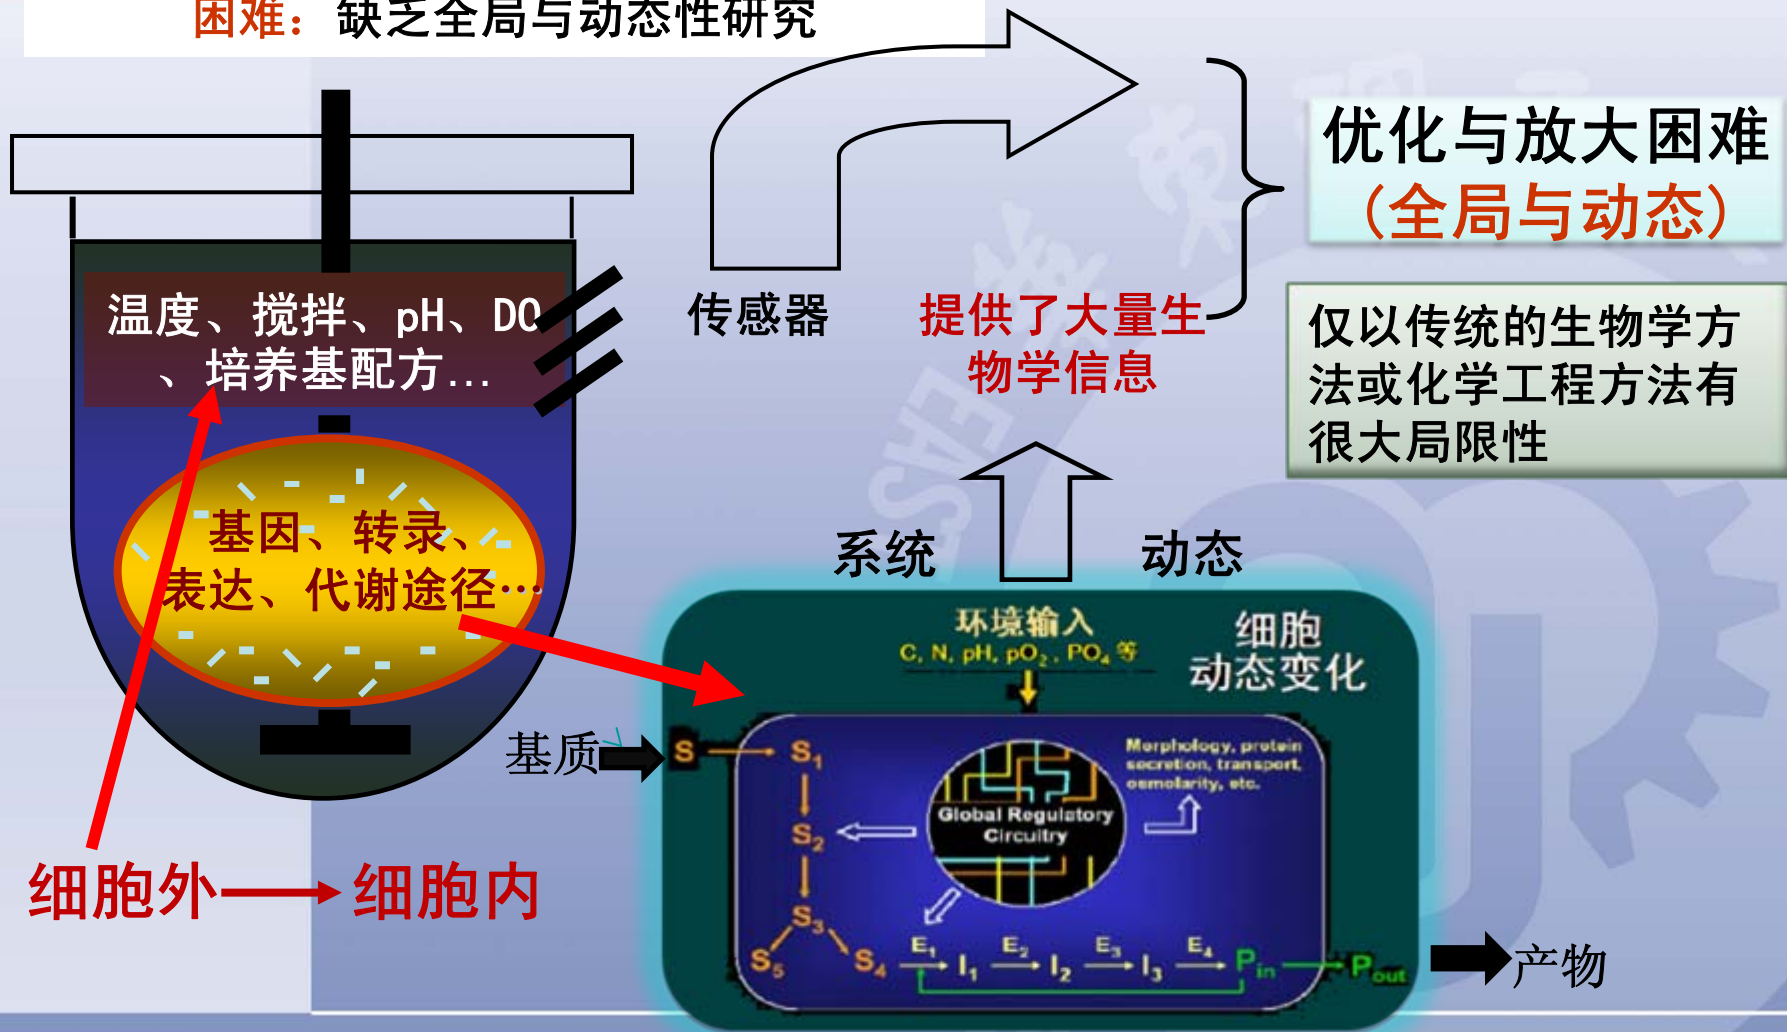 困难：缺乏全局与动态性研究
优化与放大困难
（全局与动态）
温度、搅拌、pH、DO
、培养基配方…
传感器
提供了大量生
物学信息
仅以传统的生物学方
法或化学工程方法有
很大局限性
基因、转录、
表达、代谢途径…
系统
动态
环境输入
C, N, pH, pO₂, PO₄ 等
细胞
动态变化
基质
S
S₁
S₂
S₃
S₅
S₄
Morphology, protein
secretion, transport,
osmolarity, etc.
Global Regulatory
Circuitry
E₁
E₂
E₃
E₄
I₁
I₂
I₃
Pin
Pout
产物
细胞外
细胞内